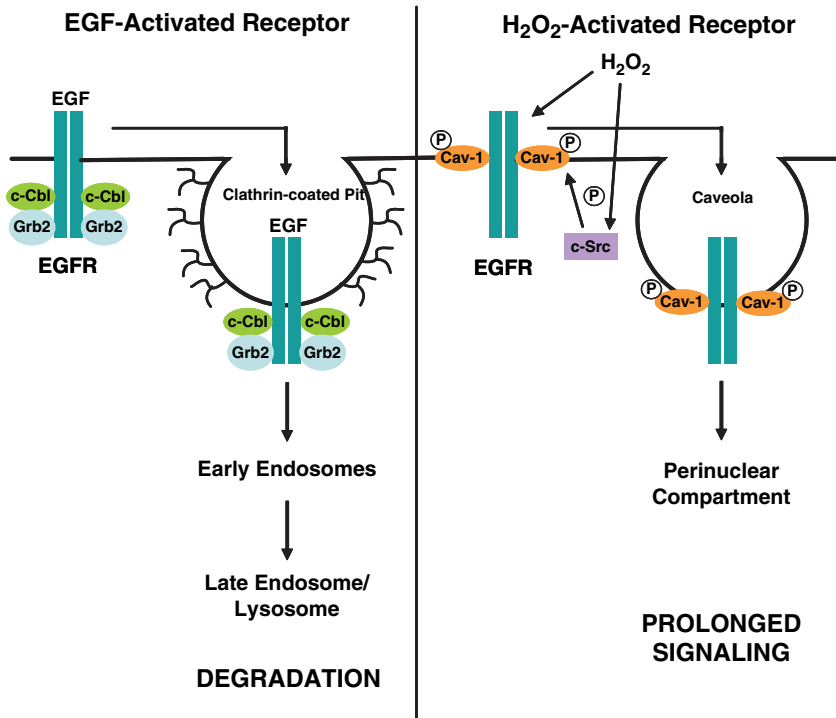 EGF-Activated Receptor
EGF
c-Cbl
c-Cbl
Grb2
Grb2
EGFR
Clathrin-coated Pit
EGF
c-Cbl
c-Cbl
Grb2
Grb2
Early Endosomes
Late Endosome/
Lysosome
DEGRADATION
H₂O₂-Activated Receptor
H₂O₂
P
Cav-1
Cav-1
P
P
c-Src
EGFR
Caveola
P
Cav-1
Cav-1
P
Perinuclear
Compartment
PROLONGED
SIGNALING